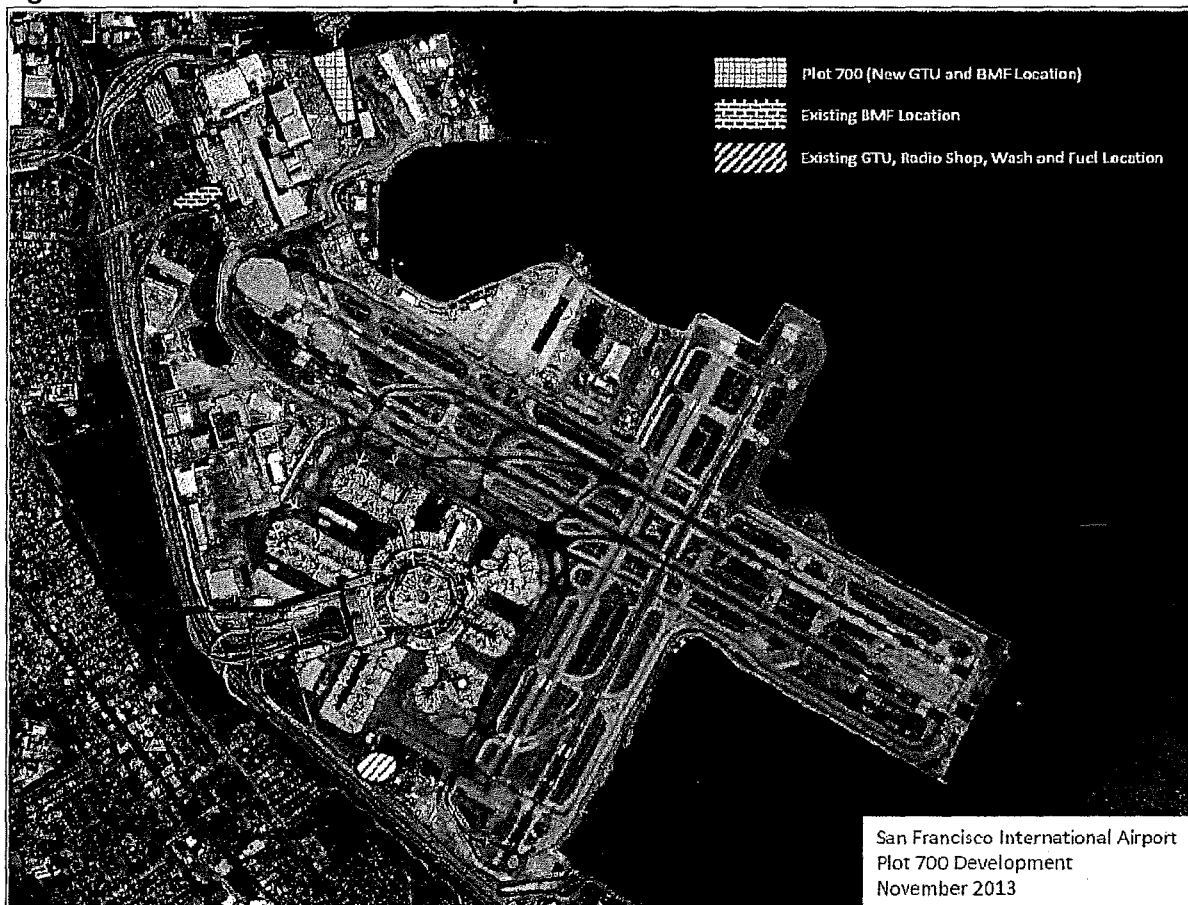 Plot 700 (New GTU and BMF Location)
Existing BMF Location
Existing GTU, Radio Shop, Wash and Fuel Location
San Francisco International Airport
Plot 700 Development
November 2013